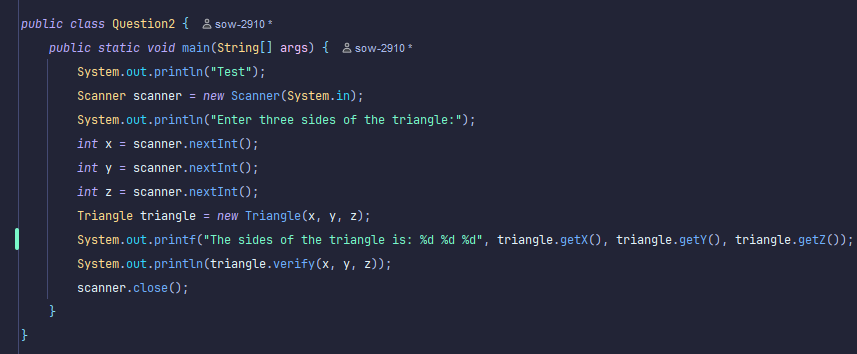 public class Question2 { sow-2910 *
    public static void main(String[] args) { sow-2910 *
        System.out.println("Test");
        Scanner scanner = new Scanner(System.in);
        System.out.println("Enter three sides of the triangle:");
        int x = scanner.nextInt();
        int y = scanner.nextInt();
        int z = scanner.nextInt();
        Triangle triangle = new Triangle(x, y, z);
        System.out.printf("The sides of the triangle is: %d %d %d", triangle.getX(), triangle.getY(), triangle.getZ());
        System.out.println(triangle.verify(x, y, z));
        scanner.close();
    }
}